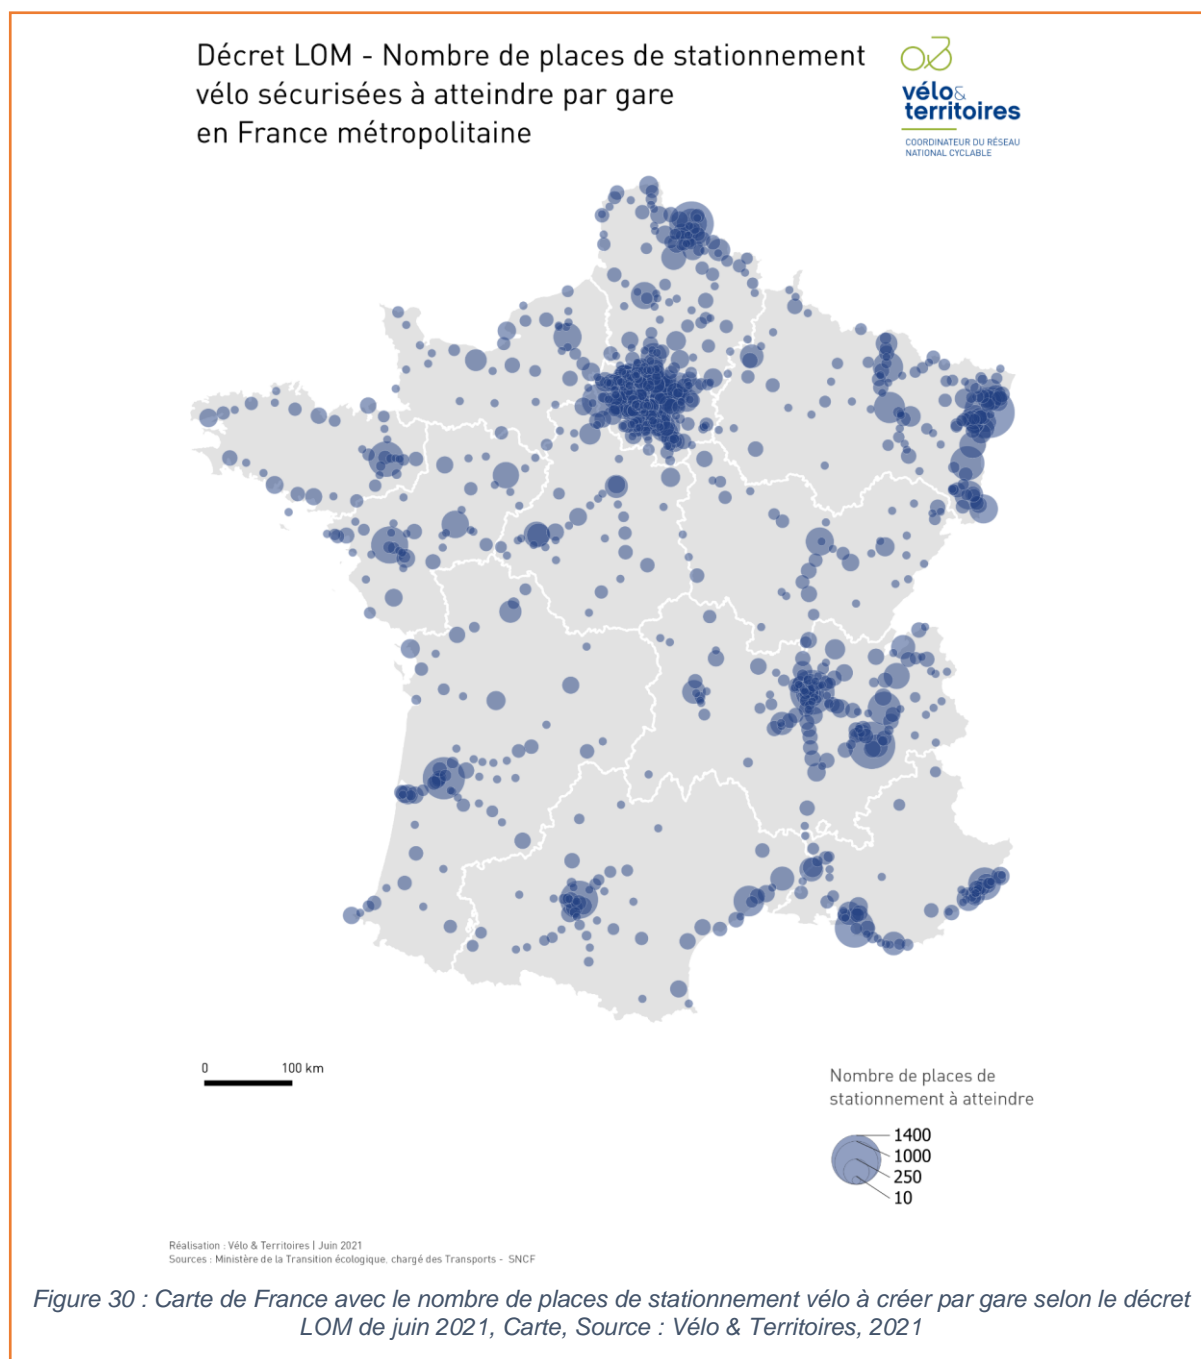 Décret LOM - Nombre de places de stationnement
vélo sécurisées à atteindre par gare
en France métropolitaine
vélo&
territoires
COORDINATEUR DU RÉSEAU
NATIONAL CYCLABLE
0 100 km
Nombre de places de
stationnement à atteindre
1400
1000
250
10
Réalisation : Vélo & Territoires | Juin 2021
Sources : Ministère de la Transition écologique, chargé des Transports - SNCF
Figure 30 : Carte de France avec le nombre de places de stationnement vélo à créer par gare selon le décret
LOM de juin 2021, Carte, Source : Vélo & Territoires, 2021